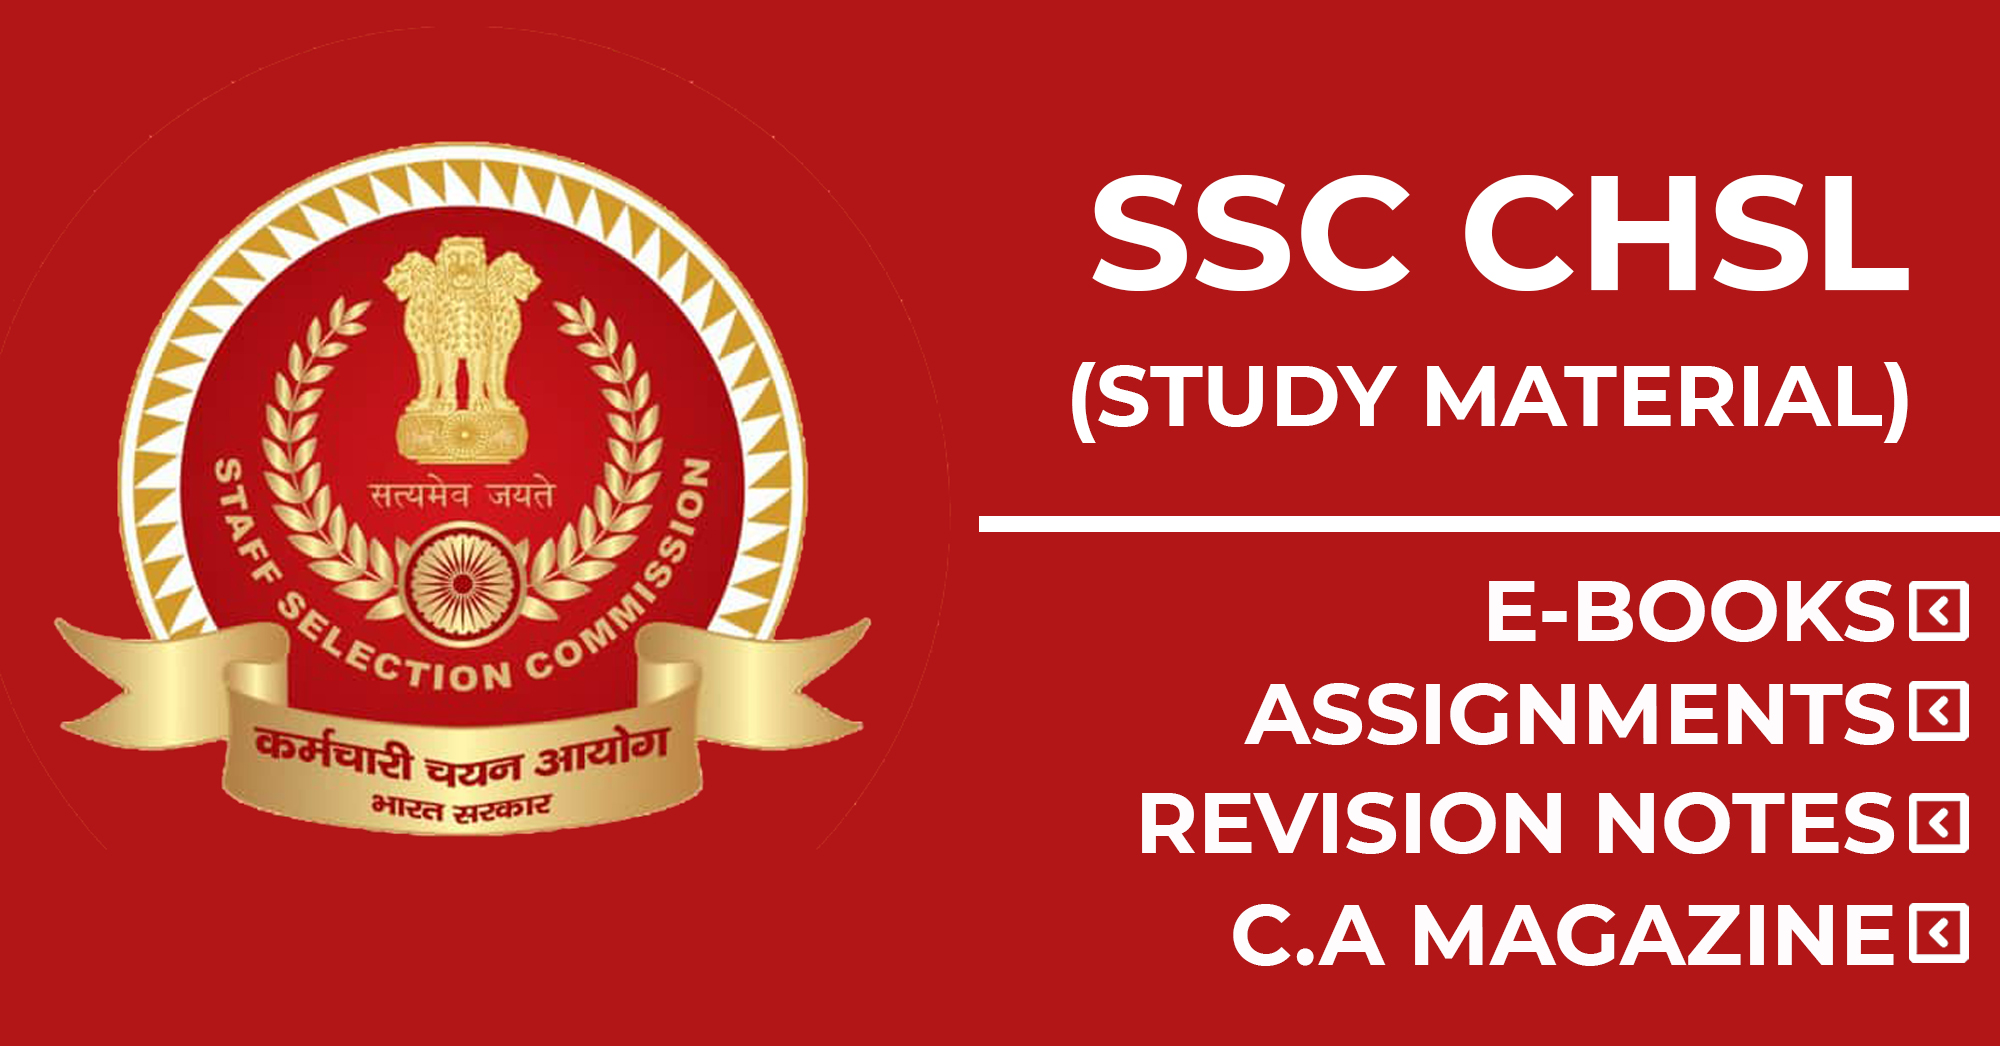 सत्यमेव जयते
STAFF SELECTION COMMISSION
कर्मचारी चयन आयोग
भारत सरकार
SSC CHSL
(STUDY MATERIAL)
E-BOOKS
ASSIGNMENTS
REVISION NOTES
C.A MAGAZINE